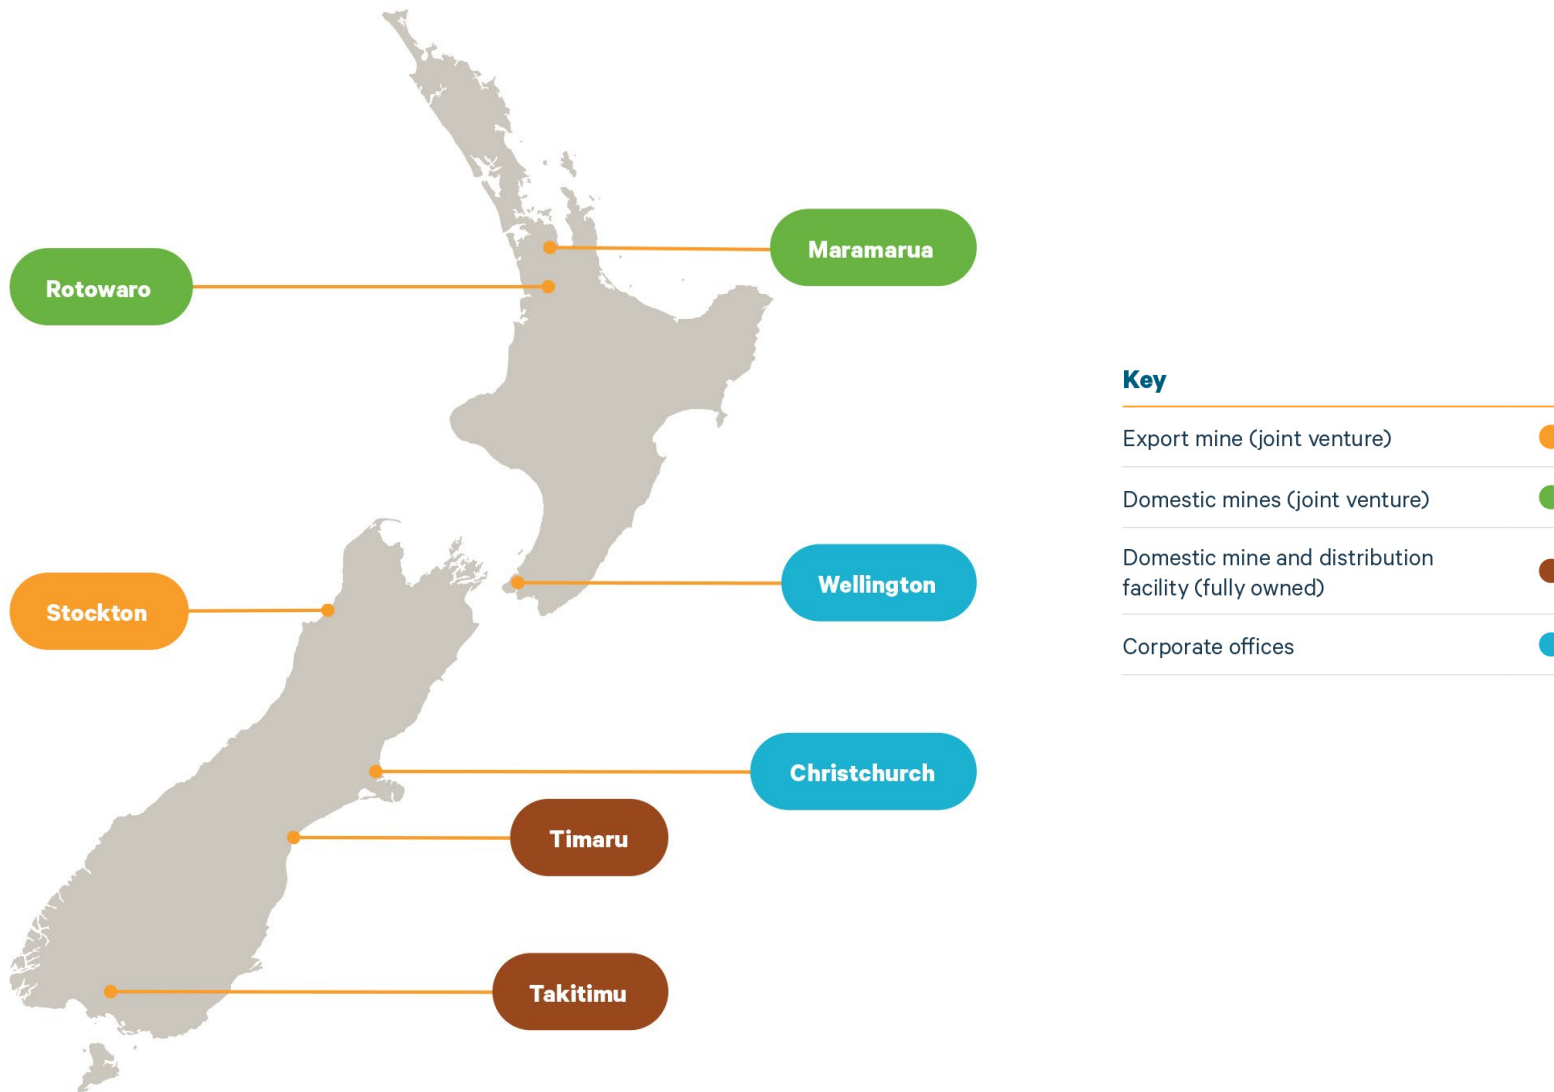 Maramarua
Rotowaro
Stockton
Wellington
Christchurch
Timaru
Takitimu
Key
Export mine (joint venture)
Domestic mines (joint venture)
Domestic mine and distribution
facility (fully owned)
Corporate offices